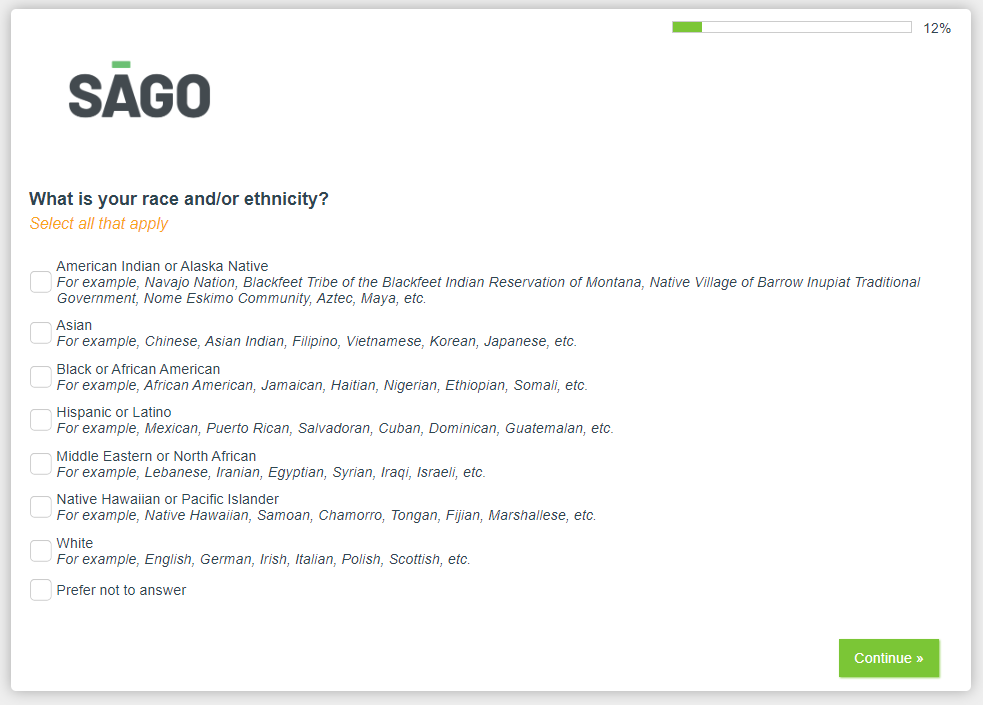 12%
SĀGO
What is your race and/or ethnicity?
Select all that apply
American Indian or Alaska Native
For example, Navajo Nation, Blackfeet Tribe of the Blackfeet Indian Reservation of Montana, Native Village of Barrow Inupiat Traditional
Government, Nome Eskimo Community, Aztec, Maya, etc.
Asian
For example, Chinese, Asian Indian, Filipino, Vietnamese, Korean, Japanese, etc.
Black or African American
For example, African American, Jamaican, Haitian, Nigerian, Ethiopian, Somali, etc.
Hispanic or Latino
For example, Mexican, Puerto Rican, Salvadoran, Cuban, Dominican, Guatemalan, etc.
Middle Eastern or North African
For example, Lebanese, Iranian, Egyptian, Syrian, Iraqi, Israeli, etc.
Native Hawaiian or Pacific Islander
For example, Native Hawaiian, Samoan, Chamorro, Tongan, Fijian, Marshallese, etc.
White
For example, English, German, Irish, Italian, Polish, Scottish, etc.
Prefer not to answer
Continue »